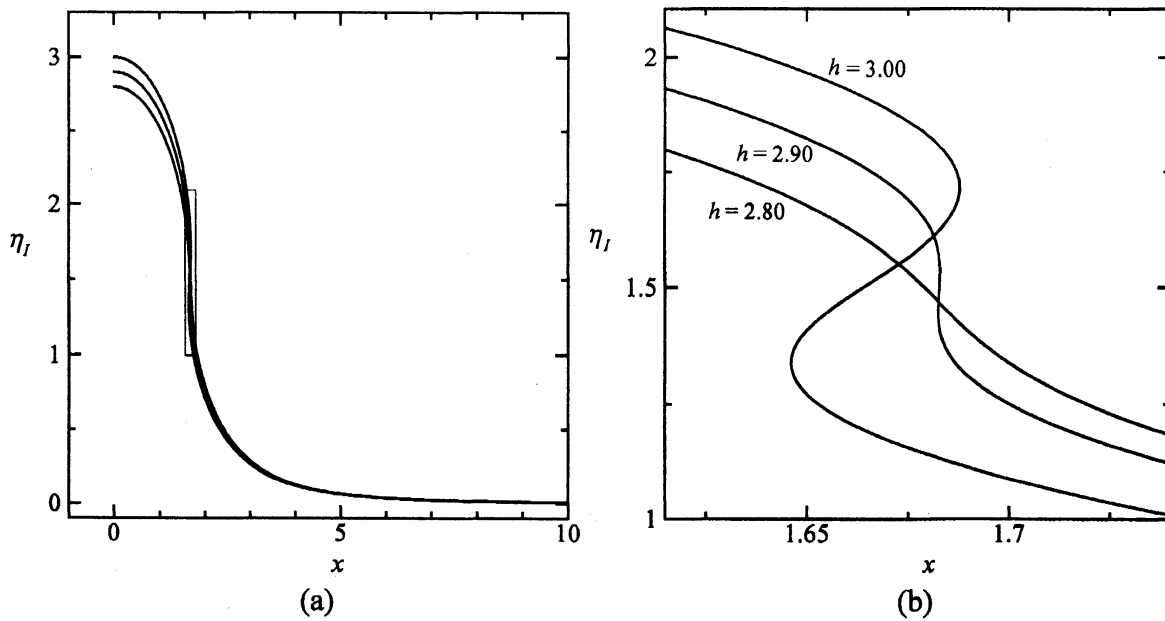 3
2
η_I
1
0
0
5
10
x
(a)
2
h = 3.00
h = 2.90
h = 2.80
η_I
1.5
1
1.65
1.7
x
(b)